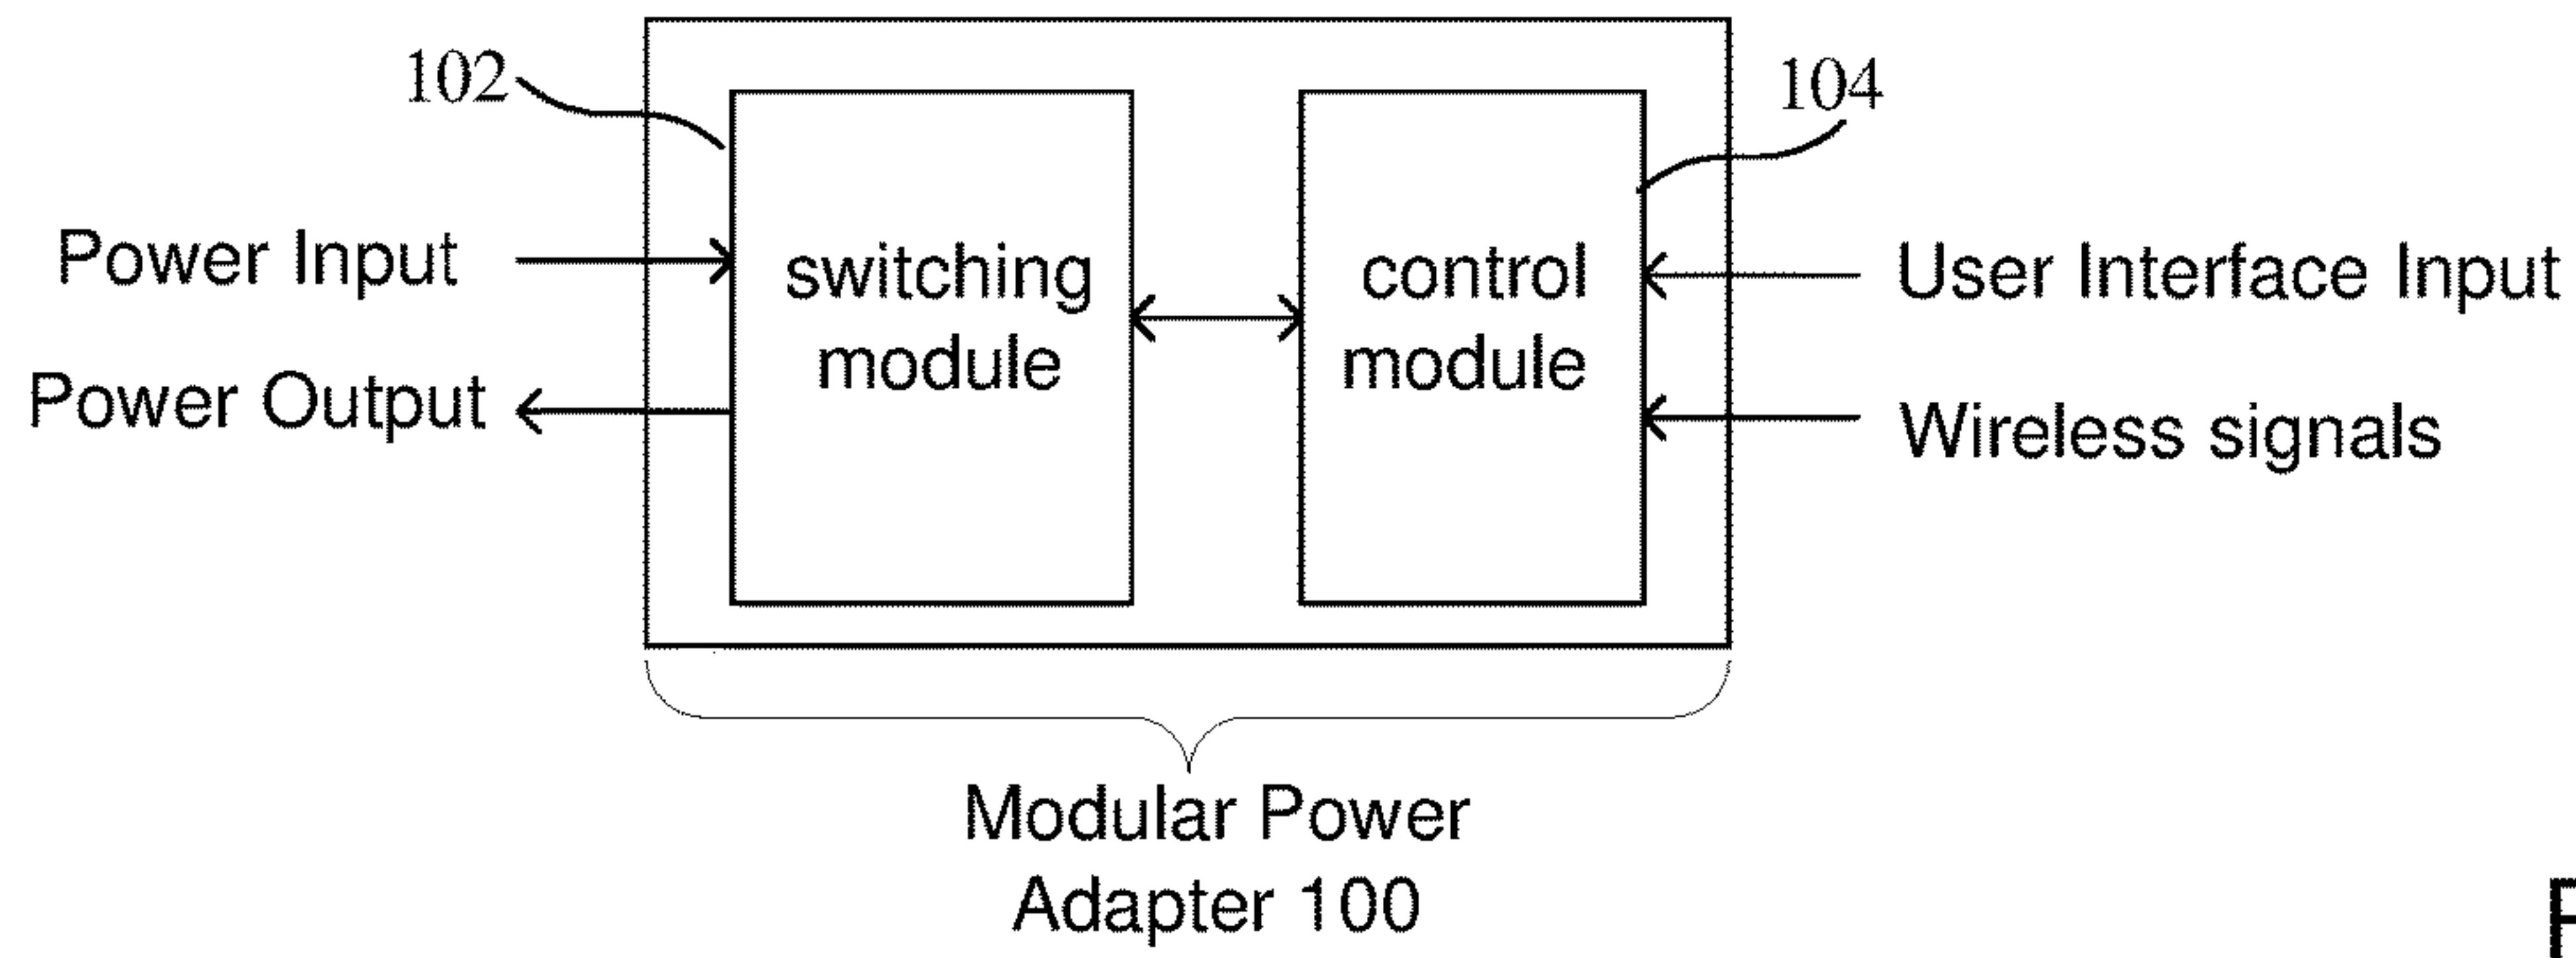 102
104
Power Input
switching
module
control
module
User Interface Input
Power Output
Wireless signals
Modular Power
Adapter 100